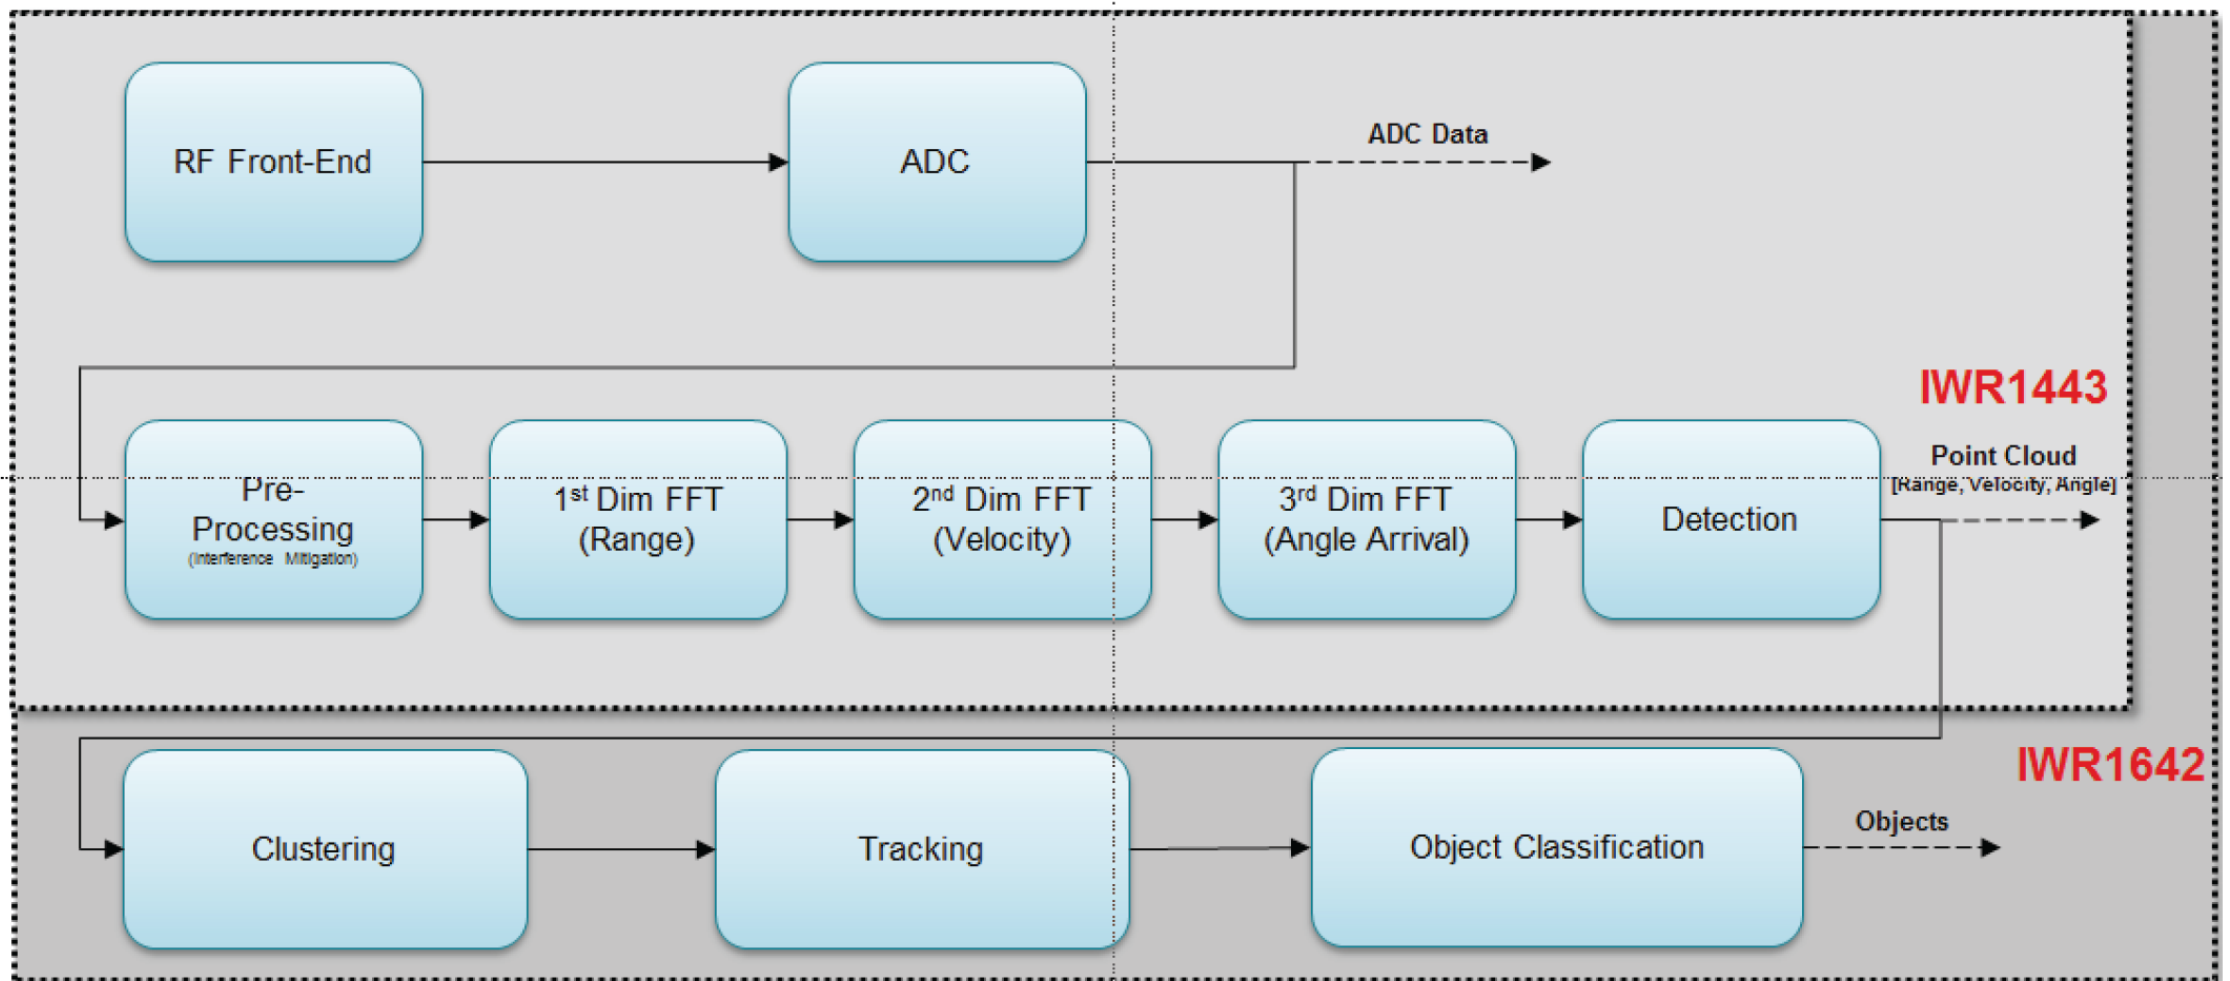 RF Front-End
ADC
ADC Data
IWR1443
Pre-
Processing
(Interference Mitigation)
1st Dim FFT
(Range)
2nd Dim FFT
(Velocity)
3rd Dim FFT
(Angle Arrival)
Detection
Point Cloud
[Range, Velocity, Angle]
IWR1642
Clustering
Tracking
Object Classification
Objects